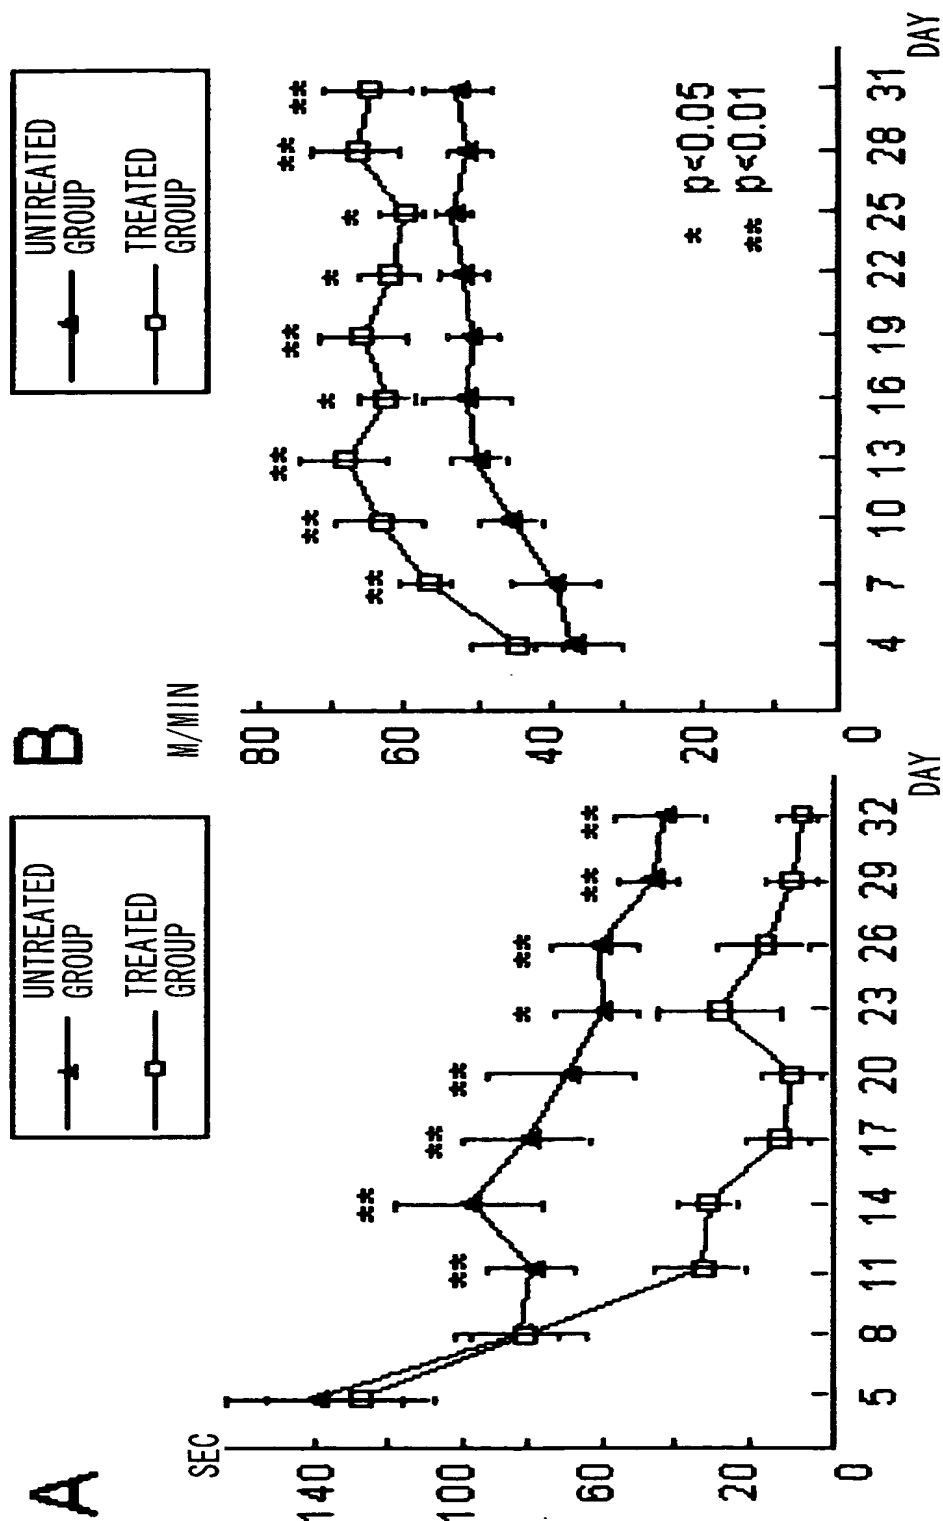 A
UNTREATED
GROUP
TREATED
GROUP
SEC
140
100
60
20
0
5 8 11 14 17 20 23 26 29 32
DAY
**
**
**
**
*
**
**
**
B
UNTREATED
GROUP
TREATED
GROUP
M/MIN
80
60
40
20
0
4 7 10 13 16 19 22 25 28 31
DAY
**
**
**
*
**
*
*
**
**
* p<0.05
** p<0.01